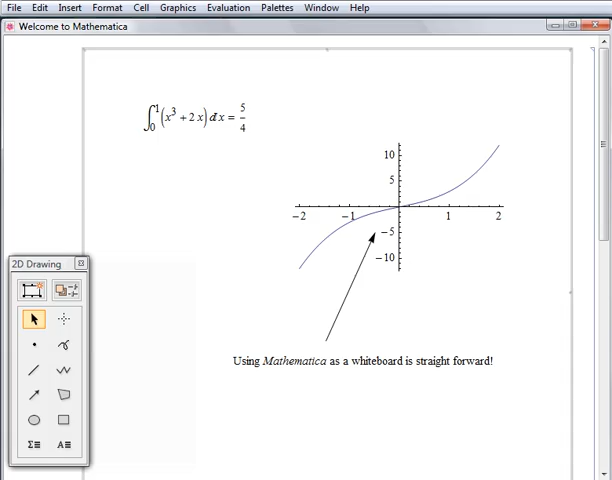 File Edit Insert Format Cell Graphics Evaluation Palettes Window Help
Welcome to Mathematica
∫₀¹(x³ + 2 x) ⅆx = 5/4
10
5
−2 −1 1 2
−5
−10
2D Drawing
Σ≡ A≡
Using Mathematica as a whiteboard is straight forward!